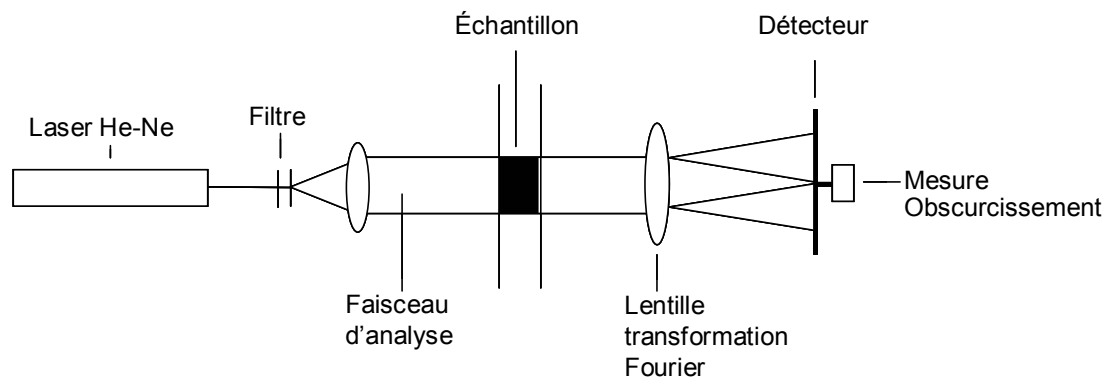 Échantillon
Détecteur
Filtre
Laser He-Ne
Mesure
Obscurcissement
Faisceau
d'analyse
Lentille
transformation
Fourier